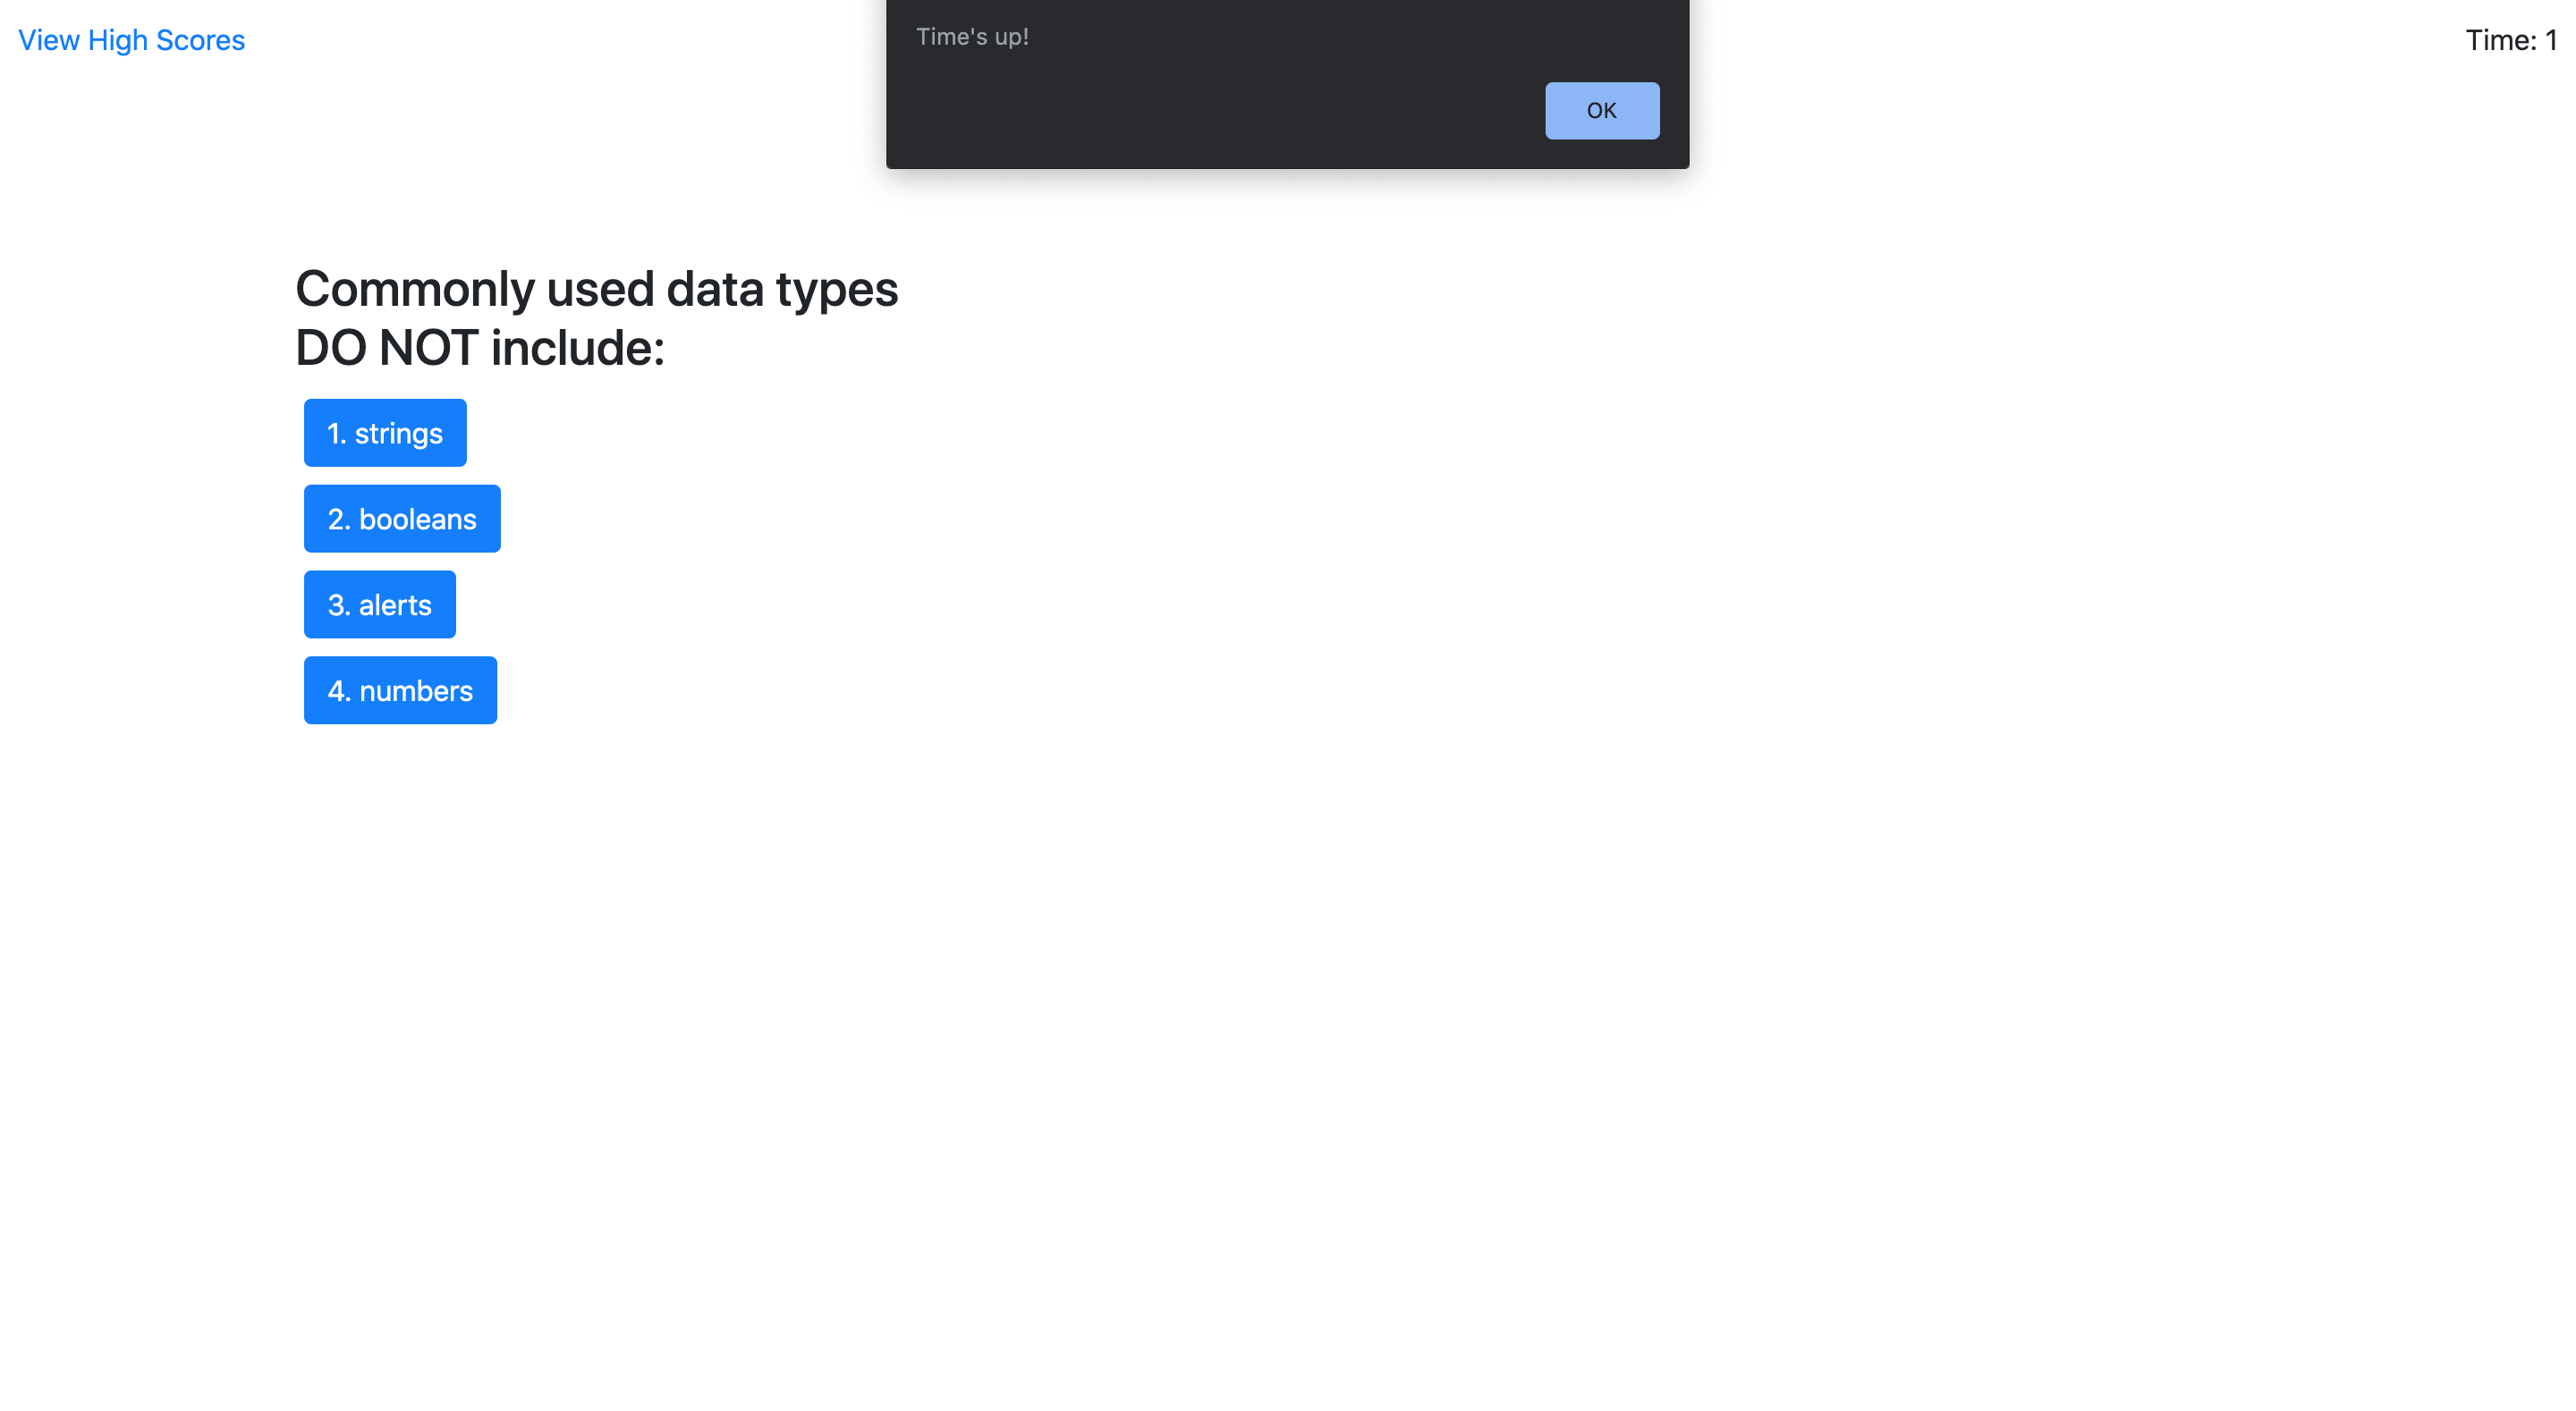 View High Scores
Time's up!
Time: 1
OK
Commonly used data types
DO NOT include:
1. strings
2. booleans
3. alerts
4. numbers